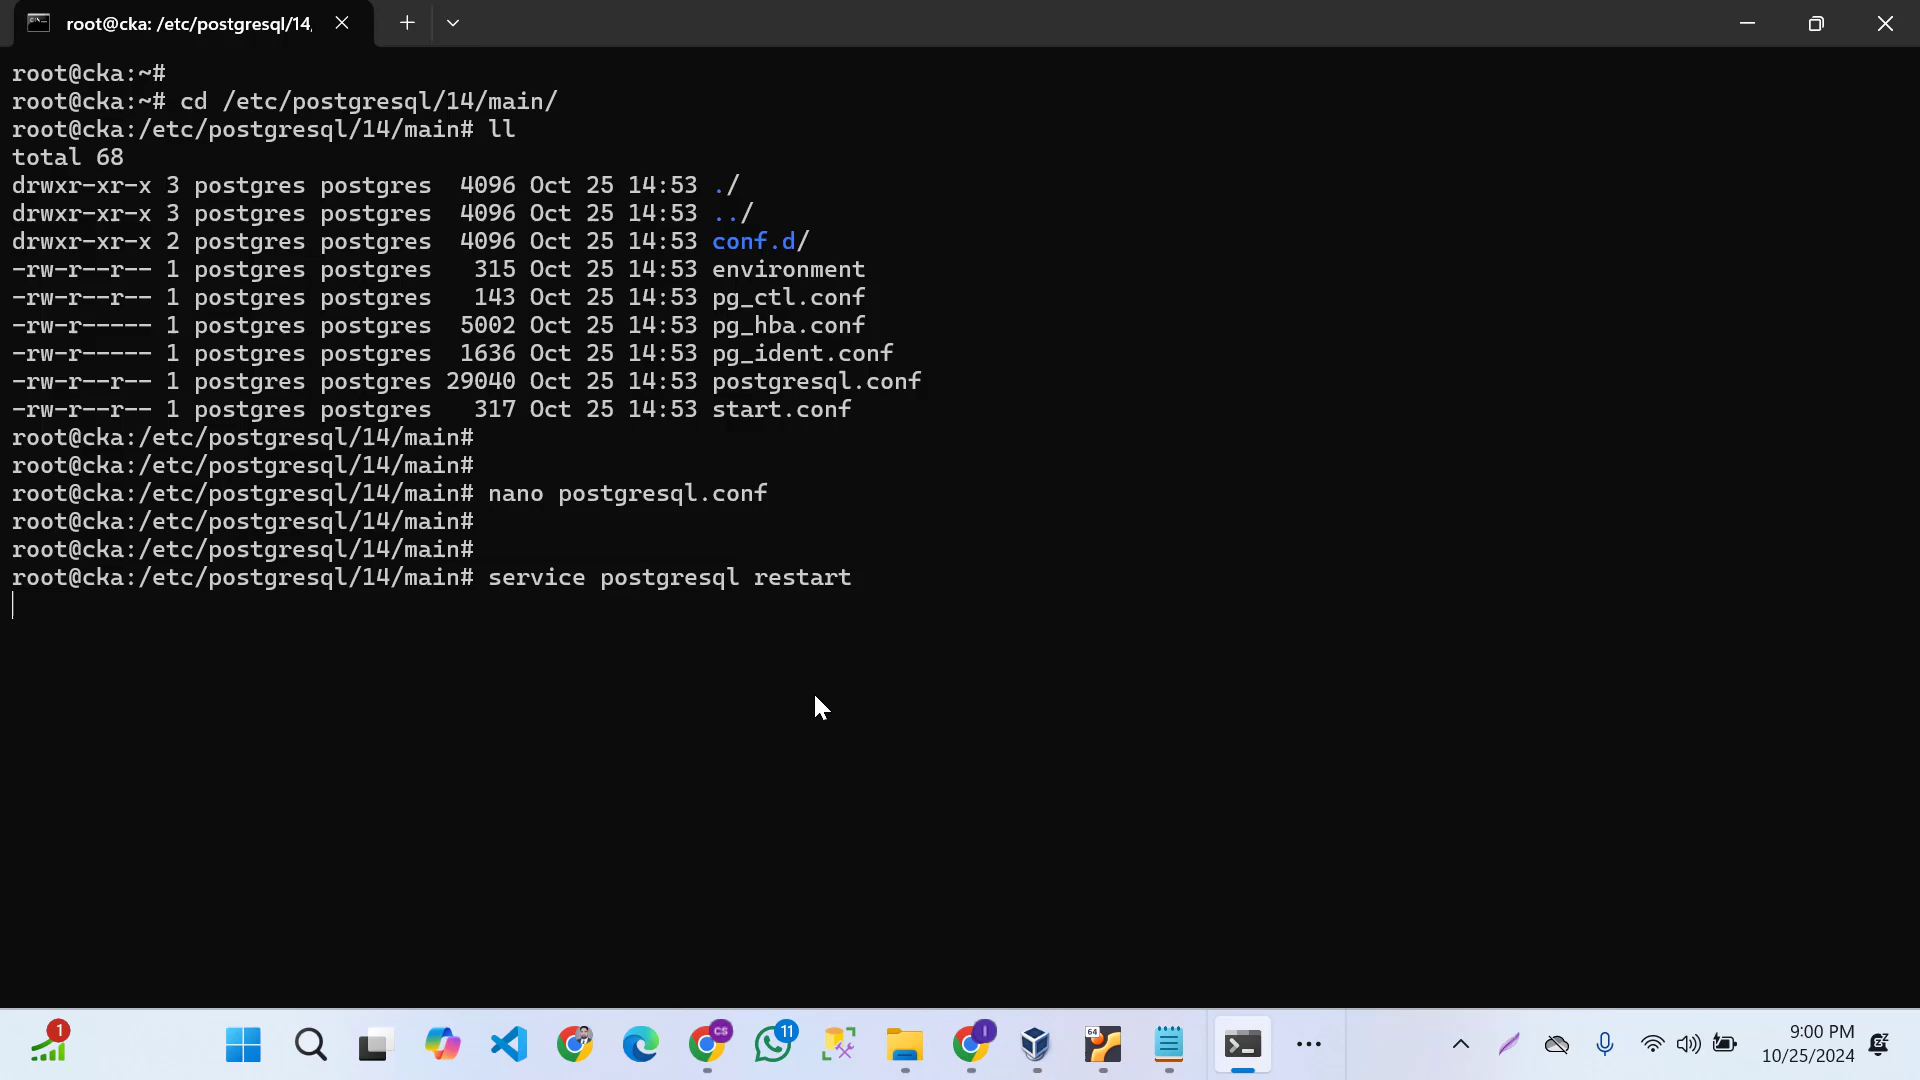 root@cka: /etc/postgresql/14,
root@cka:~#
root@cka:~# cd /etc/postgresql/14/main/
root@cka:/etc/postgresql/14/main# ll
total 68
drwxr-xr-x 3 postgres postgres  4096 Oct 25 14:53 ./
drwxr-xr-x 3 postgres postgres  4096 Oct 25 14:53 ../
drwxr-xr-x 2 postgres postgres  4096 Oct 25 14:53 conf.d/
-rw-r--r-- 1 postgres postgres   315 Oct 25 14:53 environment
-rw-r--r-- 1 postgres postgres   143 Oct 25 14:53 pg_ctl.conf
-rw-r----- 1 postgres postgres  5002 Oct 25 14:53 pg_hba.conf
-rw-r----- 1 postgres postgres  1636 Oct 25 14:53 pg_ident.conf
-rw-r--r-- 1 postgres postgres 29040 Oct 25 14:53 postgresql.conf
-rw-r--r-- 1 postgres postgres   317 Oct 25 14:53 start.conf
root@cka:/etc/postgresql/14/main#
root@cka:/etc/postgresql/14/main#
root@cka:/etc/postgresql/14/main# nano postgresql.conf
root@cka:/etc/postgresql/14/main#
root@cka:/etc/postgresql/14/main#
root@cka:/etc/postgresql/14/main# service postgresql restart
1
CS
11
I
64
9:00 PM
10/25/2024